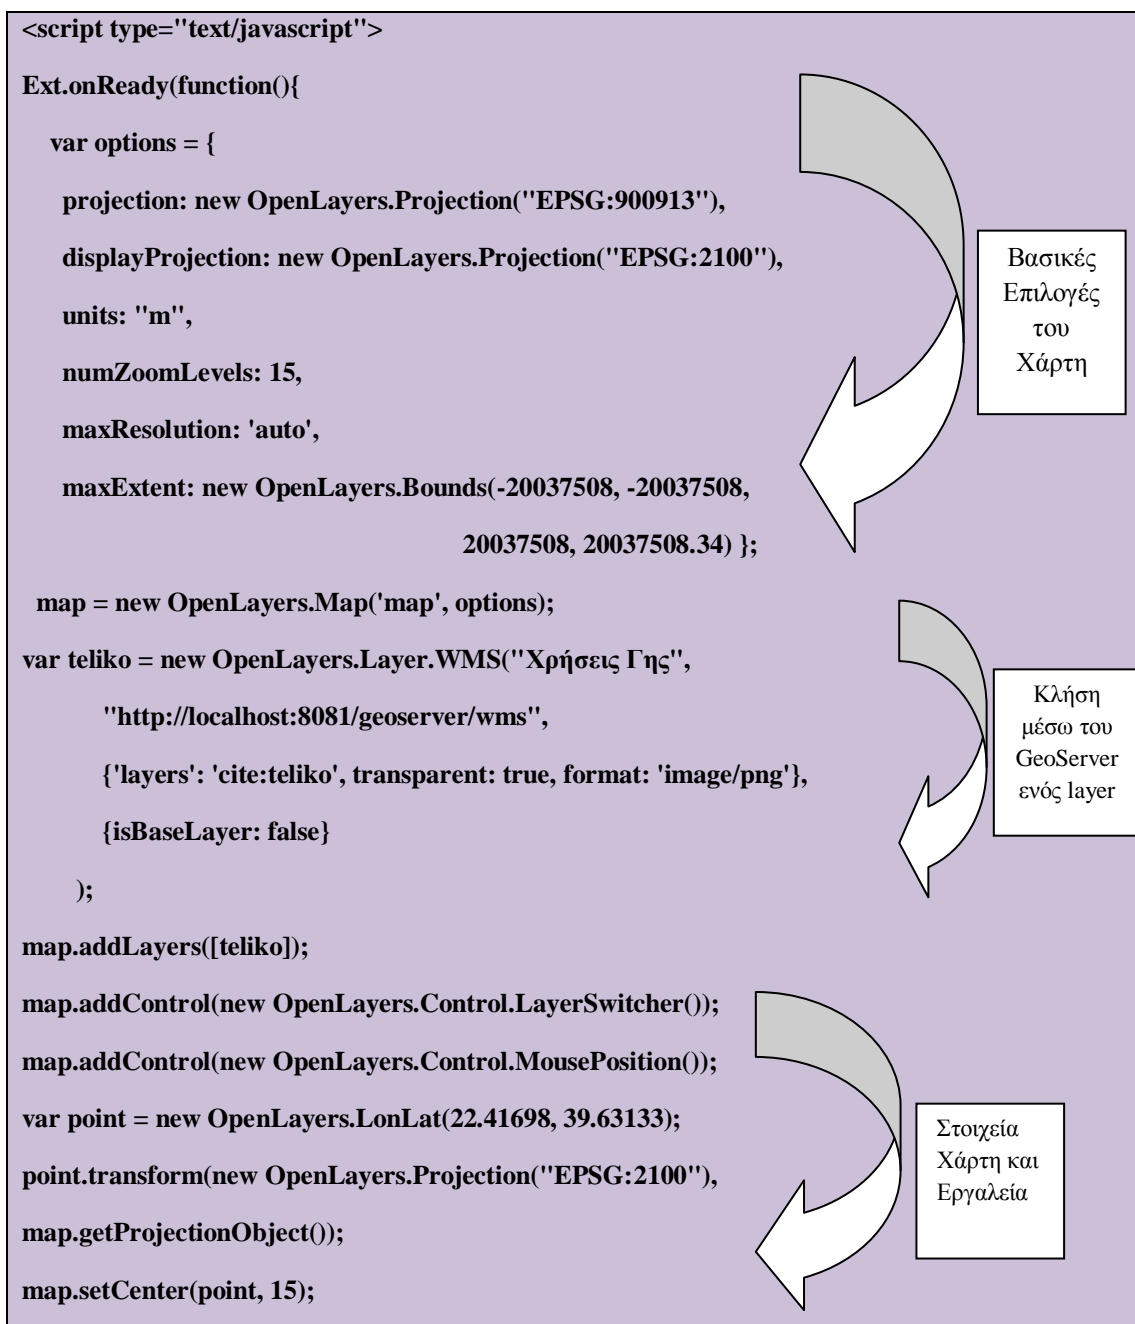 <script type="text/javascript">
Ext.onReady(function(){
var options = {
projection: new OpenLayers.Projection("EPSG:900913"),
displayProjection: new OpenLayers.Projection("EPSG:2100"),
units: "m",
numZoomLevels: 15,
maxResolution: 'auto',
maxExtent: new OpenLayers.Bounds(-20037508, -20037508,
20037508, 20037508.34) };
Βασικές
Επιλογές
του
Χάρτη
map = new OpenLayers.Map('map', options);
var teliko = new OpenLayers.Layer.WMS("Χρήσεις Γης",
"http://localhost:8081/geoserver/wms",
{'layers': 'cite:teliko', transparent: true, format: 'image/png'},
{isBaseLayer: false}
);
Κλήση
μέσω του
GeoServer
ενός layer
map.addLayers([teliko]);
map.addControl(new OpenLayers.Control.LayerSwitcher());
map.addControl(new OpenLayers.Control.MousePosition());
var point = new OpenLayers.LonLat(22.41698, 39.63133);
point.transform(new OpenLayers.Projection("EPSG:2100"),
map.getProjectionObject());
map.setCenter(point, 15);
Στοιχεία
Χάρτη και
Εργαλεία